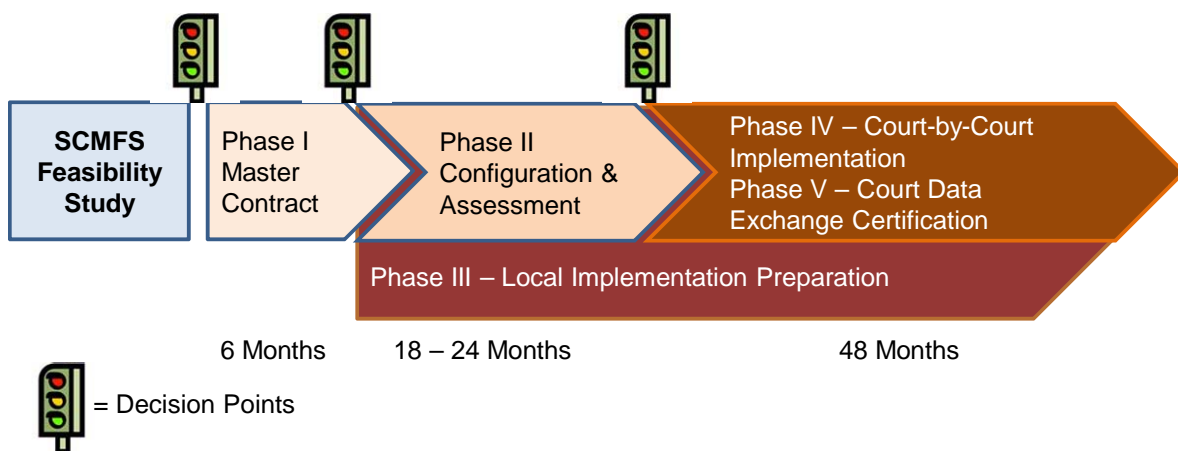 SCMFS
Feasibility
Study
Phase I
Master
Contract
Phase II
Configuration &
Assessment
Phase IV – Court-by-Court
Implementation
Phase V – Court Data
Exchange Certification
Phase III – Local Implementation Preparation
6 Months
18 – 24 Months
48 Months
= Decision Points